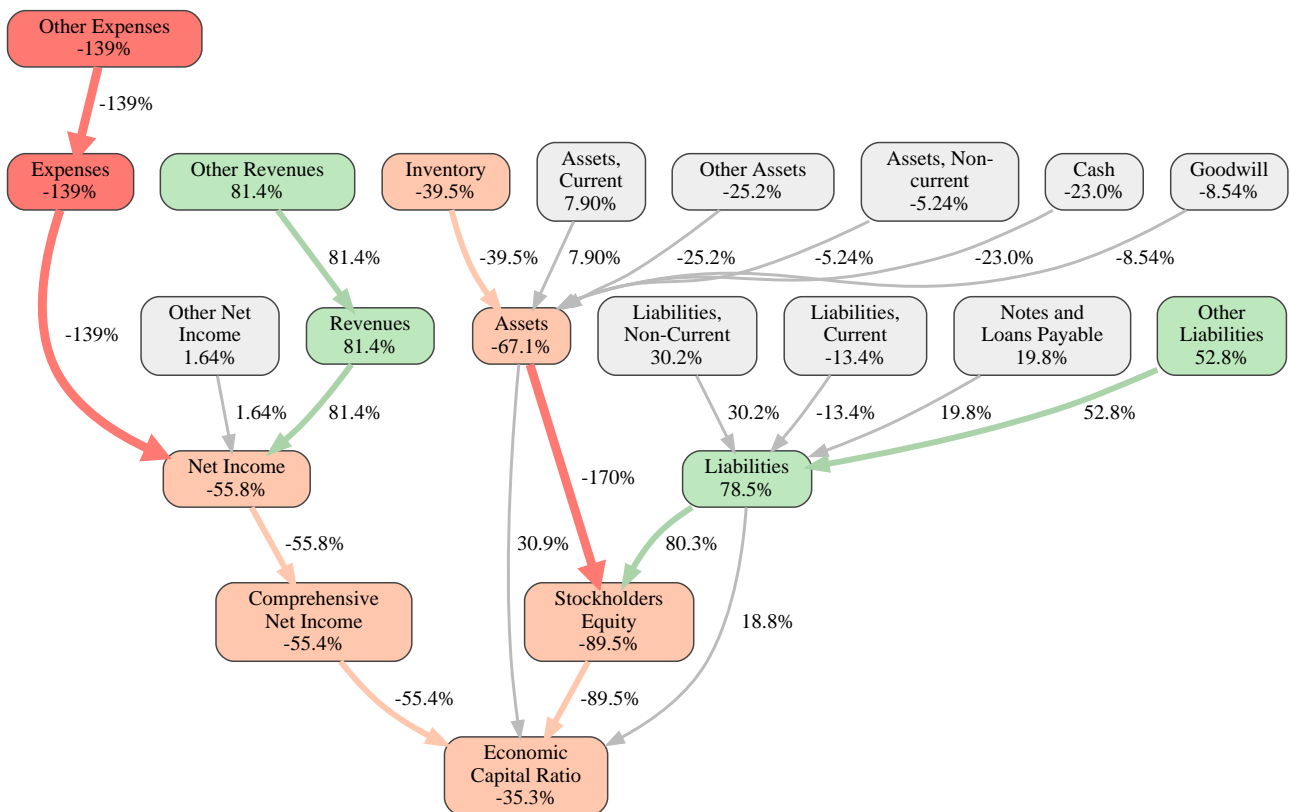 Other Expenses
-139%
-139%
Expenses
-139%
Other Revenues
81.4%
Inventory
-39.5%
Assets,
Current
7.90%
Other Assets
-25.2%
Assets, Non-
current
-5.24%
Cash
-23.0%
Goodwill
-8.54%
81.4%
-39.5%
7.90%
-25.2%
-5.24%
-23.0%
-8.54%
-139%
Other Net
Income
1.64%
Revenues
81.4%
Assets
-67.1%
Liabilities,
Non-Current
30.2%
Liabilities,
Current
-13.4%
Notes and
Loans Payable
19.8%
Other
Liabilities
52.8%
1.64%
81.4%
30.2%
-13.4%
19.8%
52.8%
Net Income
-55.8%
-170%
Liabilities
78.5%
-55.8%
30.9%
80.3%
Comprehensive
Net Income
-55.4%
Stockholders
Equity
-89.5%
18.8%
-55.4%
-89.5%
Economic
Capital Ratio
-35.3%